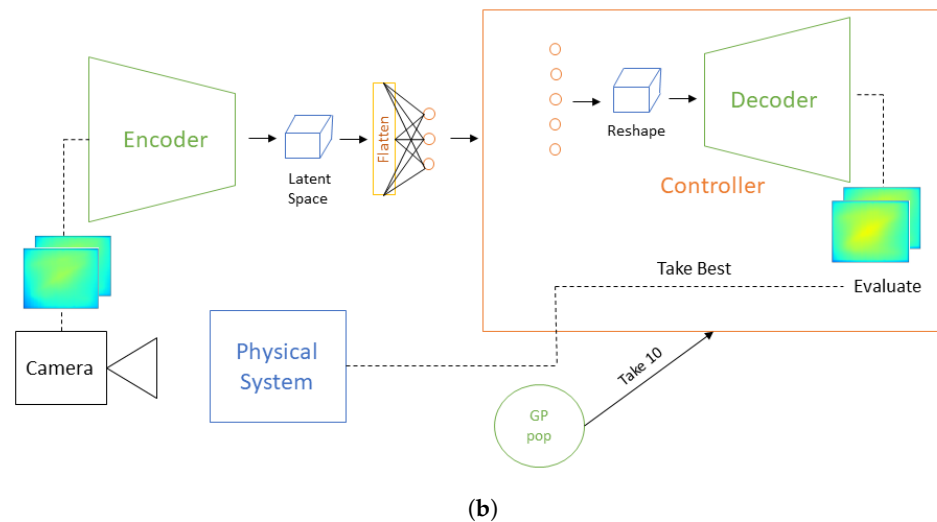 Encoder
Latent
Space
Flatten
Reshape
Decoder
Controller
Take Best
Evaluate
Camera
Physical
System
Take 10
GP
pop
(b)